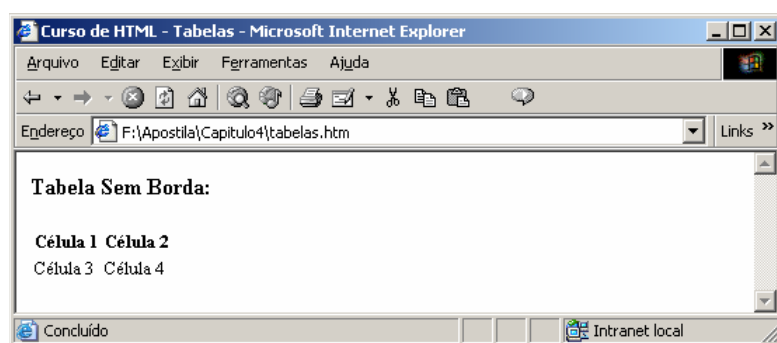 Curso de HTML - Tabelas - Microsoft Internet Explorer
Arquivo Editar Exibir Ferramentas Ajuda
Endereço F:\Apostila\Capitulo4\tabelas.htm Links »
Tabela Sem Borda:
Célula 1 Célula 2
Célula 3 Célula 4
Concluído Intranet local